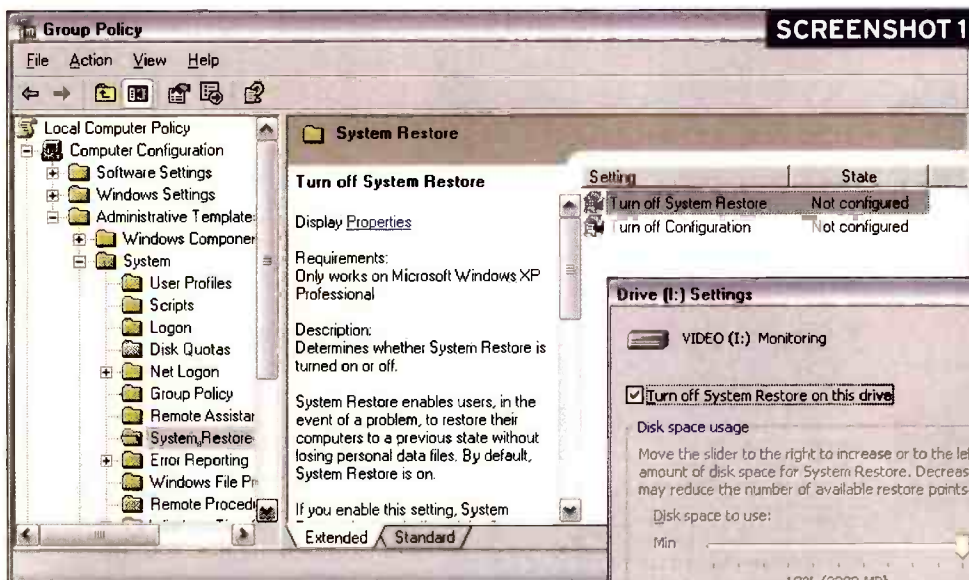 Group Policy
SCREENSHOT 1
File Action View Help
Local Computer Policy
Computer Configuration
Software Settings
Windows Settings
Administrative Template
Windows Componen
System
User Profiles
Scripts
Logon
Disk Quotas
Net Logon
Group Policy
Remote Assistan
System Restore
Error Reporting
Windows File Pr
Remote Procedu
System Restore
Turn off System Restore
Display Properties
Requirements:
Only works on Microsoft Windows XP
Professional
Description:
Determines whether System Restore is
turned on or off.
System Restore enables users, in the
event of a problem, to restore their
computers to a previous state without
losing personal data files. By default,
System Restore is on.
If you enable this setting, System
Extended Standard
Setting State
Turn off System Restore Not configured
Turn off Configuration Not configured
Drive (I:) Settings
VIDEO (I:) Monitoring
Turn off System Restore on this drive
Disk space usage
Move the slider to the right to increase or to the le
amount of disk space for System Restore. Decreas
may reduce the number of available restore points
Disk space to use:
Min